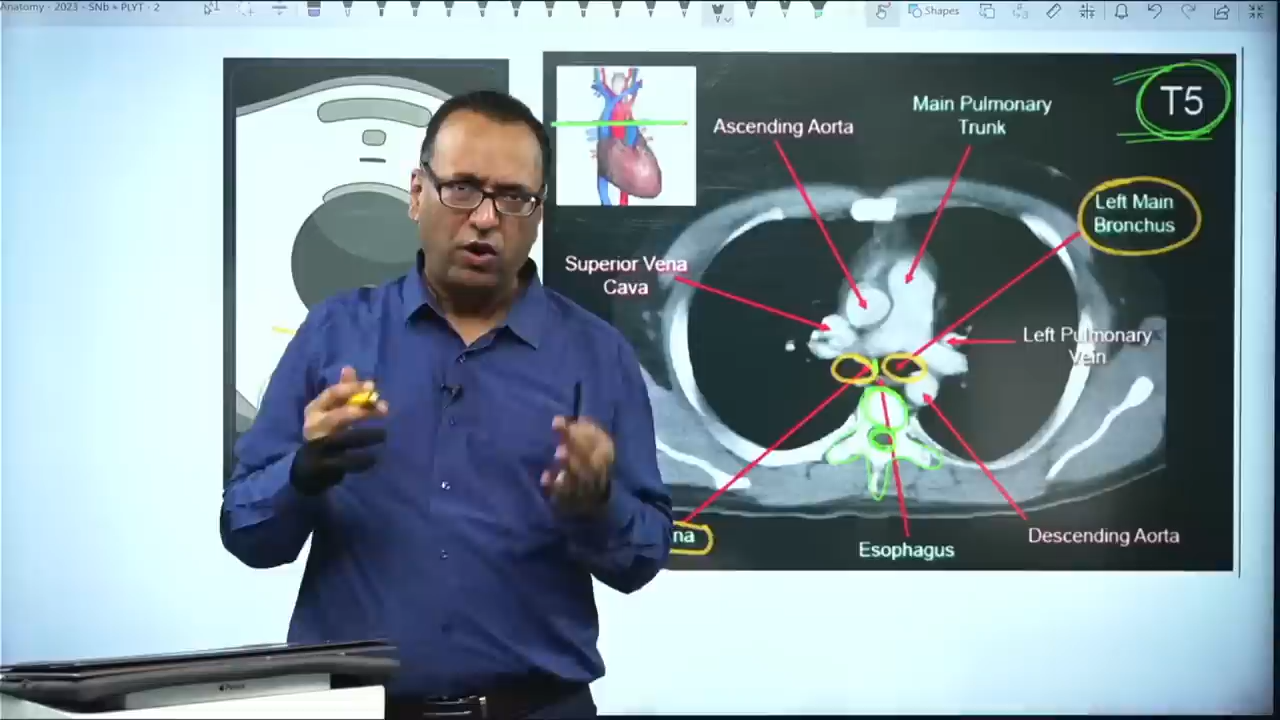 Anatomy - 2023 - SNb + PLYT - 2
Shapes
T5
Main Pulmonary
Trunk
Ascending Aorta
Left Main
Bronchus
Superior Vena
Cava
Left Pulmonary
Vein
na
Descending Aorta
Esophagus